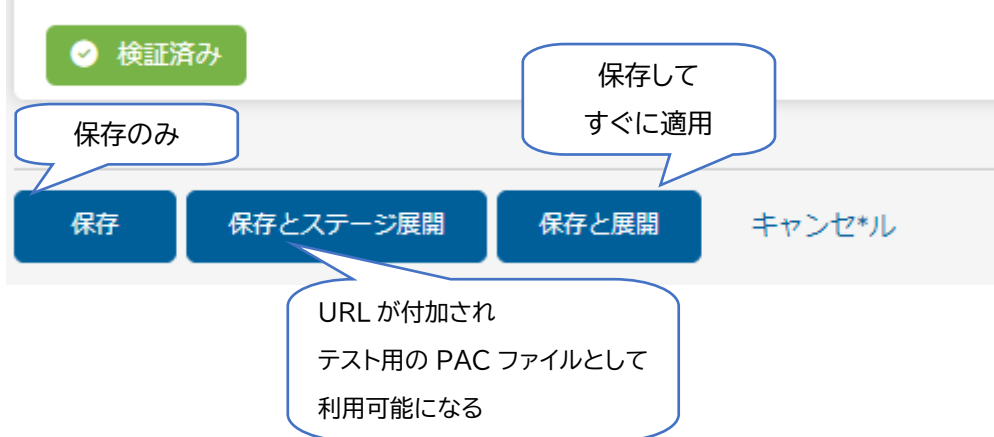 検証済み
保存して
すぐに適用
保存のみ
保存
保存とステージ展開
保存と展開
キャンセ*ル
URL が付加され
テスト用の PAC ファイルとして
利用可能になる